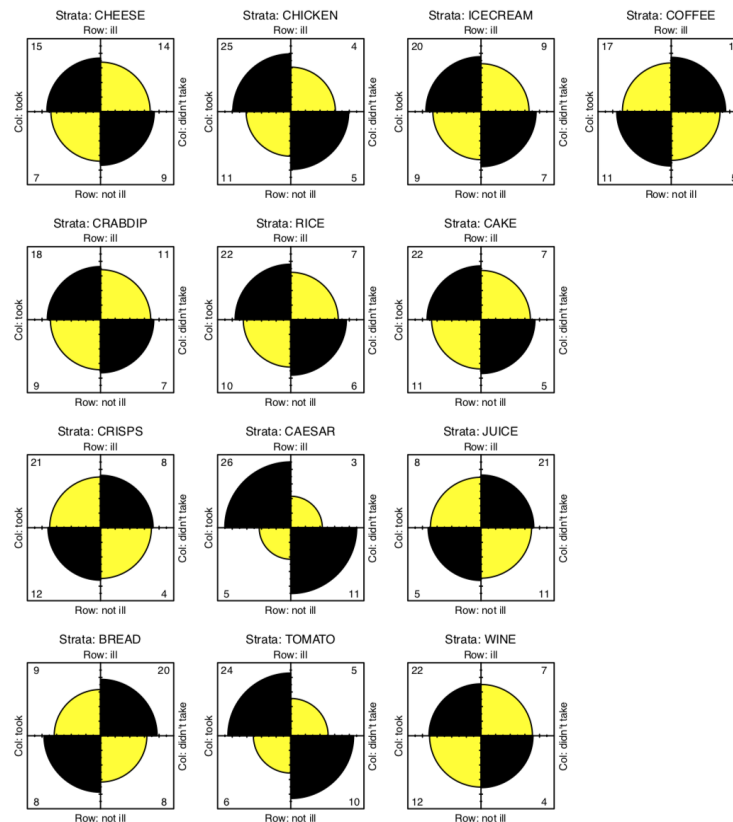 Strata: CHEESE
Row: ill
15 14
Col: took
Col: didn't take
7 9
Row: not ill
Strata: CHICKEN
Row: ill
25 4
Col: took
Col: didn't take
11 5
Row: not ill
Strata: ICECREAM
Row: ill
20 9
Col: took
Col: didn't take
9 7
Row: not ill
Strata: COFFEE
Row: ill
17
Col: took
11
Row: not ill
Strata: CRABDIP
Row: ill
18 11
Col: took
Col: didn't take
9 7
Row: not ill
Strata: RICE
Row: ill
22 7
Col: took
Col: didn't take
10 6
Row: not ill
Strata: CAKE
Row: ill
22 7
Col: took
Col: didn't take
11 5
Row: not ill
Strata: CRISPS
Row: ill
21 8
Col: took
Col: didn't take
12 4
Row: not ill
Strata: CAESAR
Row: ill
26 3
Col: took
Col: didn't take
5 11
Row: not ill
Strata: JUICE
Row: ill
8 21
Col: took
Col: didn't take
5 11
Row: not ill
Strata: BREAD
Row: ill
9 20
Col: took
Col: didn't take
8 8
Row: not ill
Strata: TOMATO
Row: ill
24 5
Col: took
Col: didn't take
6 10
Row: not ill
Strata: WINE
Row: ill
22 7
Col: took
Col: didn't take
12 4
Row: not ill